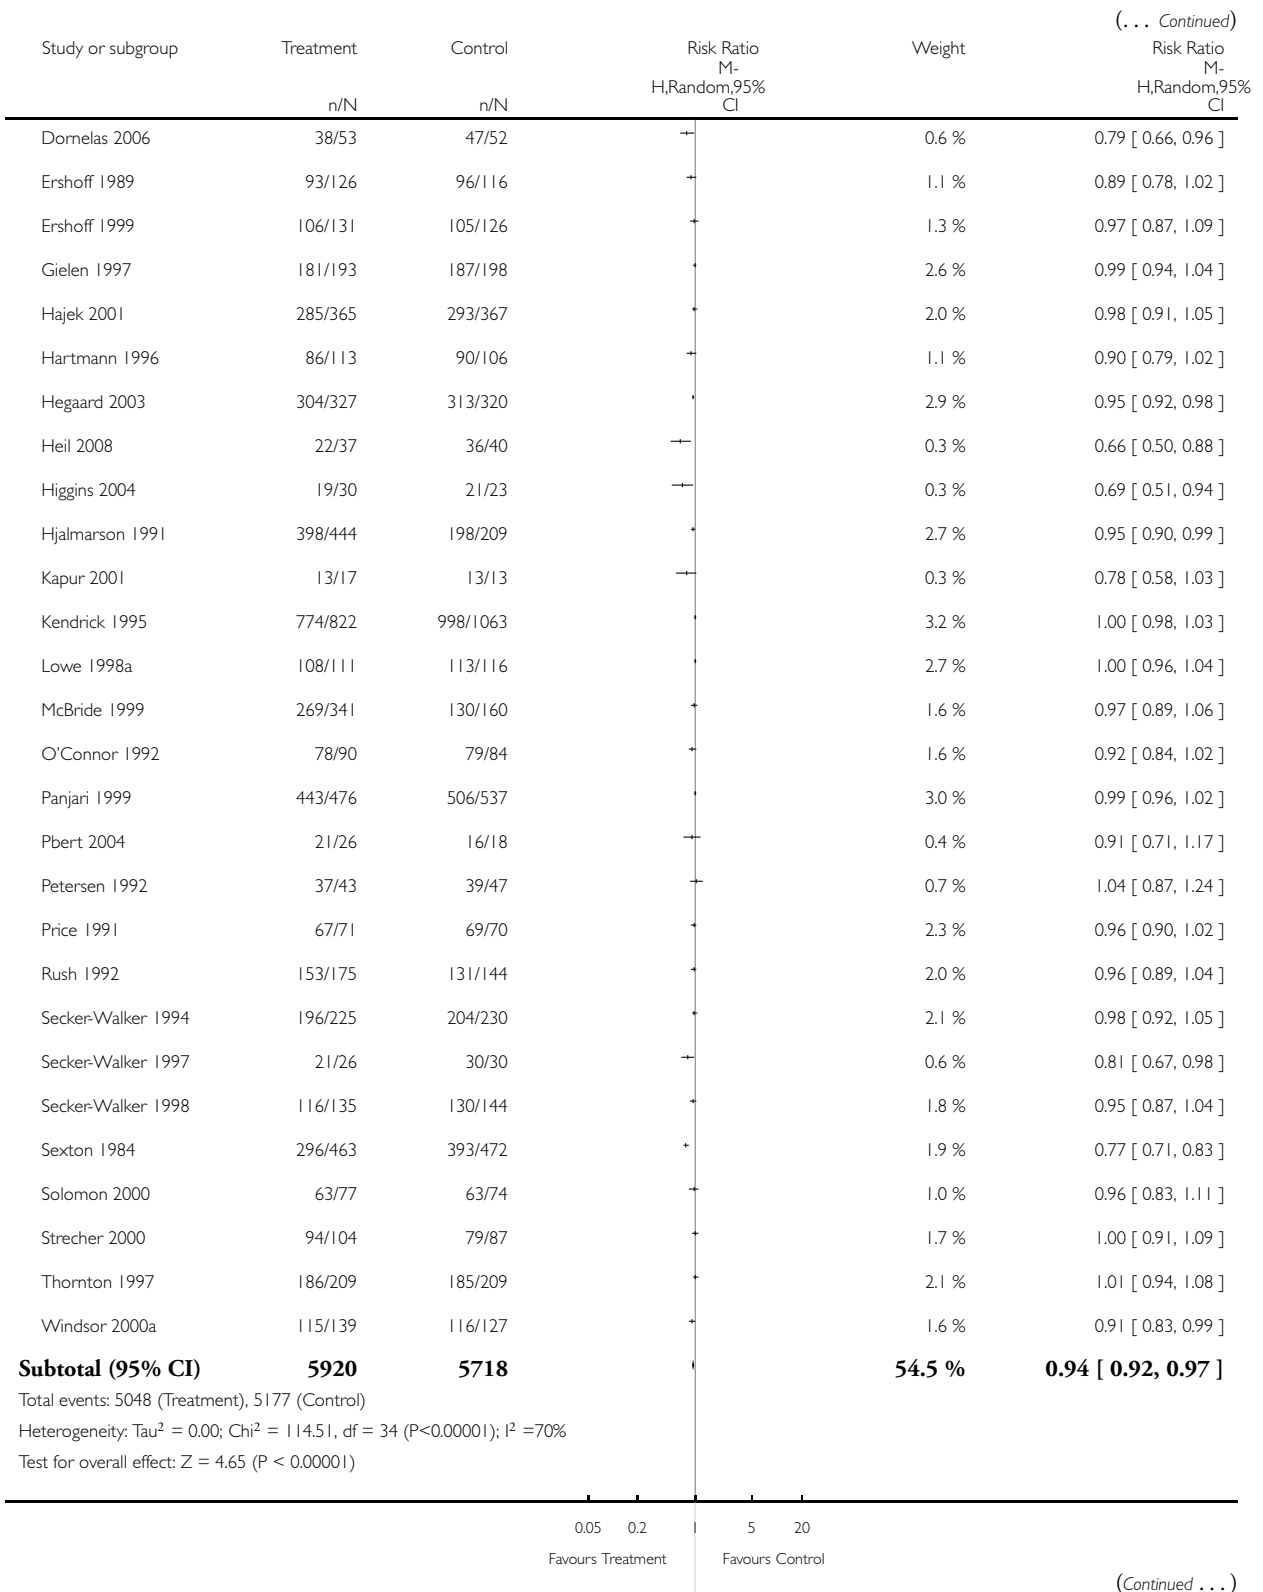 (... Continued)
Study or subgroup Treatment Control Risk Ratio Weight Risk Ratio
M- M-
H,Random,95% H,Random,95%
n/N n/N CI CI
Dornelas 2006 38/53 47/52 0.6 % 0.79 [ 0.66, 0.96 ]
Ershoff 1989 93/126 96/116 1.1 % 0.89 [ 0.78, 1.02 ]
Ershoff 1999 106/131 105/126 1.3 % 0.97 [ 0.87, 1.09 ]
Gielen 1997 181/193 187/198 2.6 % 0.99 [ 0.94, 1.04 ]
Hajek 2001 285/365 293/367 2.0 % 0.98 [ 0.91, 1.05 ]
Hartmann 1996 86/113 90/106 1.1 % 0.90 [ 0.79, 1.02 ]
Hegaard 2003 304/327 313/320 2.9 % 0.95 [ 0.92, 0.98 ]
Heil 2008 22/37 36/40 0.3 % 0.66 [ 0.50, 0.88 ]
Higgins 2004 19/30 21/23 0.3 % 0.69 [ 0.51, 0.94 ]
Hjalmarson 1991 398/444 198/209 2.7 % 0.95 [ 0.90, 0.99 ]
Kapur 2001 13/17 13/13 0.3 % 0.78 [ 0.58, 1.03 ]
Kendrick 1995 774/822 998/1063 3.2 % 1.00 [ 0.98, 1.03 ]
Lowe 1998a 108/111 113/116 2.7 % 1.00 [ 0.96, 1.04 ]
McBride 1999 269/341 130/160 1.6 % 0.97 [ 0.89, 1.06 ]
O'Connor 1992 78/90 79/84 1.6 % 0.92 [ 0.84, 1.02 ]
Panjari 1999 443/476 506/537 3.0 % 0.99 [ 0.96, 1.02 ]
Pbert 2004 21/26 16/18 0.4 % 0.91 [ 0.71, 1.17 ]
Petersen 1992 37/43 39/47 0.7 % 1.04 [ 0.87, 1.24 ]
Price 1991 67/71 69/70 2.3 % 0.96 [ 0.90, 1.02 ]
Rush 1992 153/175 131/144 2.0 % 0.96 [ 0.89, 1.04 ]
Secker-Walker 1994 196/225 204/230 2.1 % 0.98 [ 0.92, 1.05 ]
Secker-Walker 1997 21/26 30/30 0.6 % 0.81 [ 0.67, 0.98 ]
Secker-Walker 1998 116/135 130/144 1.8 % 0.95 [ 0.87, 1.04 ]
Sexton 1984 296/463 393/472 1.9 % 0.77 [ 0.71, 0.83 ]
Solomon 2000 63/77 63/74 1.0 % 0.96 [ 0.83, 1.11 ]
Strecher 2000 94/104 79/87 1.7 % 1.00 [ 0.91, 1.09 ]
Thornton 1997 186/209 185/209 2.1 % 1.01 [ 0.94, 1.08 ]
Windsor 2000a 115/139 116/127 1.6 % 0.91 [ 0.83, 0.99 ]
Subtotal (95% CI) 5920 5718 54.5 % 0.94 [ 0.92, 0.97 ]
Total events: 5048 (Treatment), 5177 (Control)
Heterogeneity: Tau² = 0.00; Chi² = 114.51, df = 34 (P<0.00001); I² =70%
Test for overall effect: Z = 4.65 (P < 0.00001)
0.05 0.2 1 5 20
Favours Treatment Favours Control
(Continued ...)